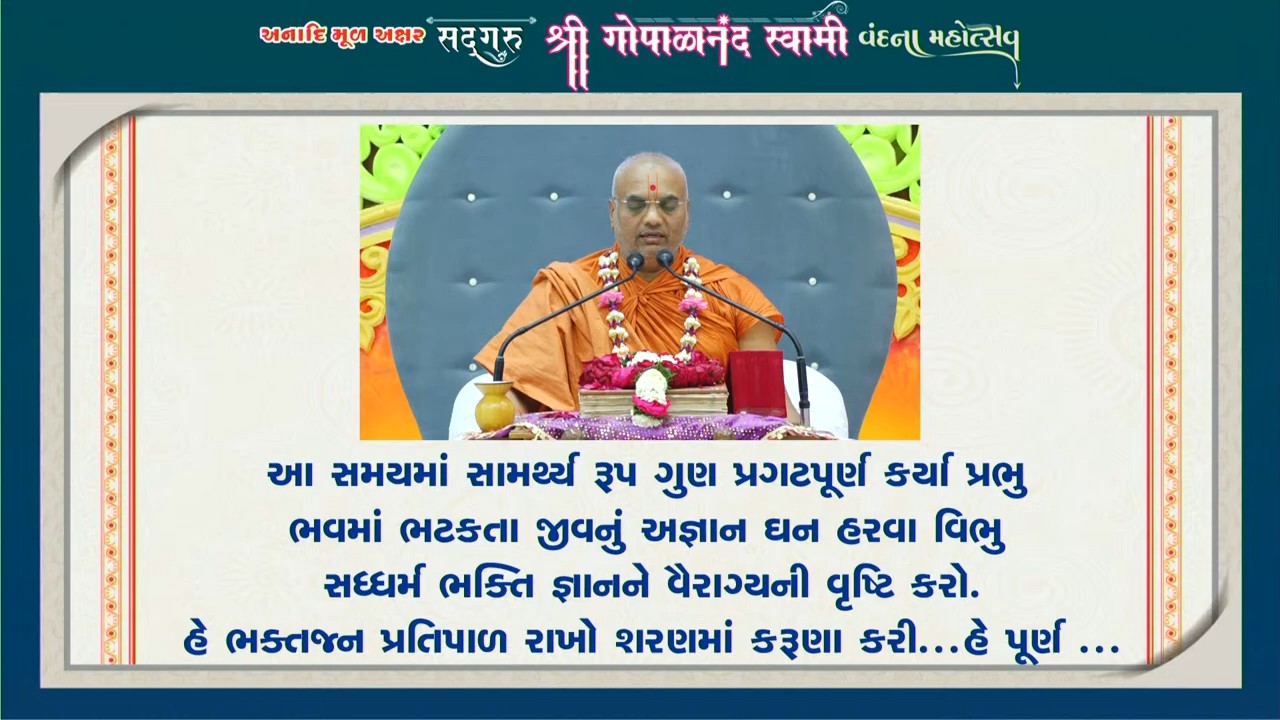 અનાદિ મૂળ અક્ષર સદ્‌ગુરુ શ્રી ગોપાળાનંદ સ્વામી વંદના મહોત્સવ
આ સમયમાં સામર્થ્ય રૂપ ગુણ પ્રગટપૂર્ણ કર્યા પ્રભુ
ભવમાં ભટકતા જીવનું અજ્ઞાન ઘન હરવા વિભુ
સધ્ધર્મ ભક્તિ જ્ઞાનને વૈરાગ્યની વૃષ્ટિ કરો.
હે ભક્તજન પ્રતિપાળ રાખો શરણમાં કરૂણા કરી...હે પૂર્ણ ...